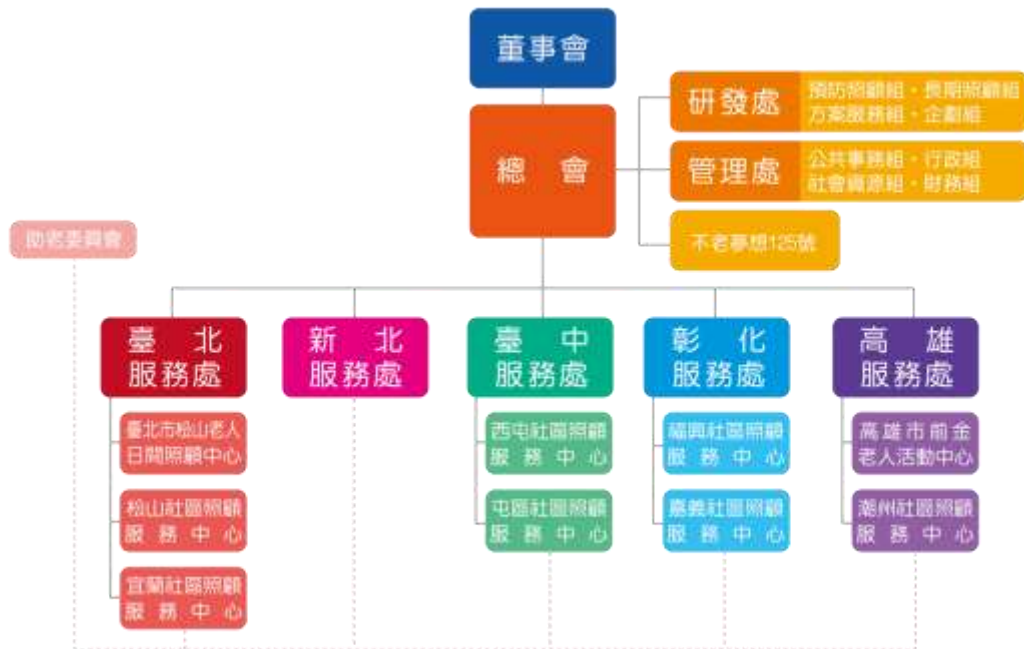 董事會
總會
研發處
預防照顧組・長期照顧組
方案服務組・企劃組
管理處
公共事務組・行政組
社會資源組・財務組
不老夢想125號
助老委員會
臺北
服務處
新北
服務處
臺中
服務處
彰化
服務處
高雄
服務處
臺北市松山老人
日間照顧中心
松山社區照顧
服務中心
宜蘭社區照顧
服務中心
西屯社區照顧
服務中心
屯區社區照顧
服務中心
福興社區照顧
服務中心
嘉義社區照顧
服務中心
高雄市前金
老人活動中心
潮州社區照顧
服務中心